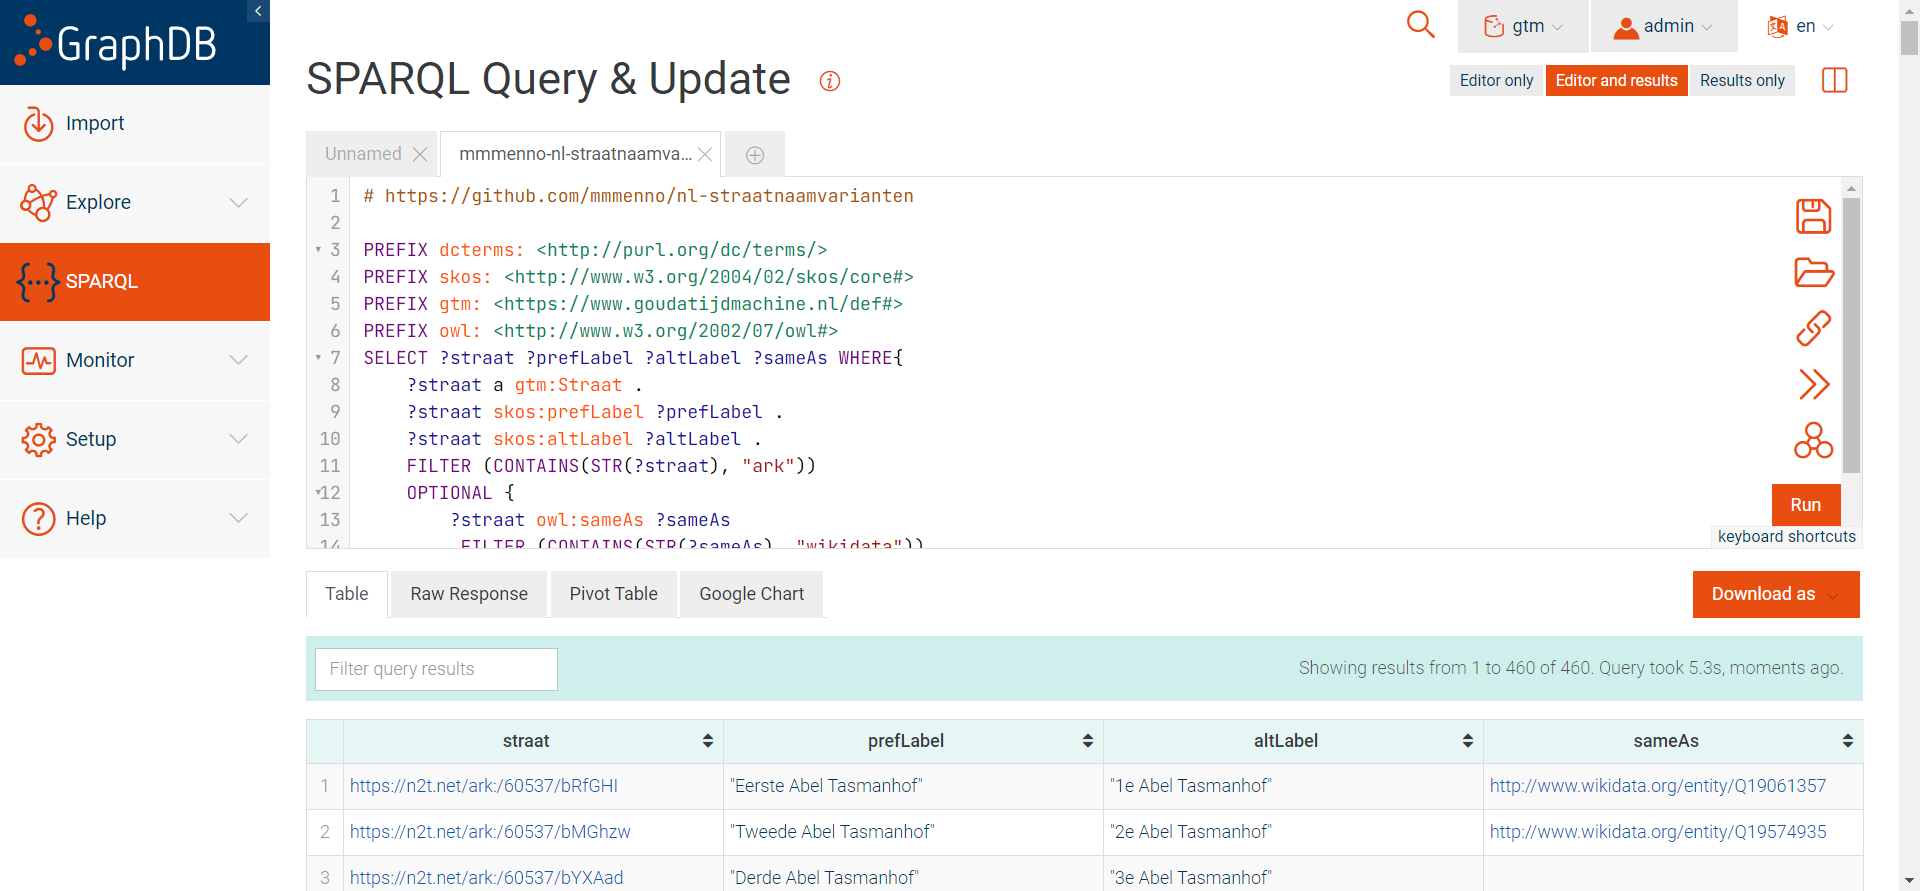 GraphDB
Import
Explore
SPARQL
Monitor
Setup
Help
gtm
admin
en
SPARQL Query & Update
Editor only
Editor and results
Results only
Unnamed
mmmenno-nl-straatnaamva...
1 # https://github.com/mmmenno/nl-straatnaamvarianten
2
3 PREFIX dcterms: <http://purl.org/dc/terms/>
4 PREFIX skos: <http://www.w3.org/2004/02/skos/core#>
5 PREFIX gtm: <https://www.goudatijdmachine.nl/def#>
6 PREFIX owl: <http://www.w3.org/2002/07/owl#>
7 SELECT ?straat ?prefLabel ?altLabel ?sameAs WHERE{
8 ?straat a gtm:Straat .
9 ?straat skos:prefLabel ?prefLabel .
10 ?straat skos:altLabel ?altLabel .
11 FILTER (CONTAINS(STR(?straat), "ark"))
12 OPTIONAL {
13 ?straat owl:sameAs ?sameAs
14 FILTER (CONTAINS(STR(?sameAs), "wikidata"))
Run
keyboard shortcuts
Table
Raw Response
Pivot Table
Google Chart
Download as
Filter query results
Showing results from 1 to 460 of 460. Query took 5.3s, moments ago.
straat prefLabel altLabel sameAs
1 https://n2t.net/ark:/60537/bRfGHI "Eerste Abel Tasmanhof" "1e Abel Tasmanhof" http://www.wikidata.org/entity/Q19061357
2 https://n2t.net/ark:/60537/bMGhzw "Tweede Abel Tasmanhof" "2e Abel Tasmanhof" http://www.wikidata.org/entity/Q19574935
3 https://n2t.net/ark:/60537/bYXAad "Derde Abel Tasmanhof" "3e Abel Tasmanhof"